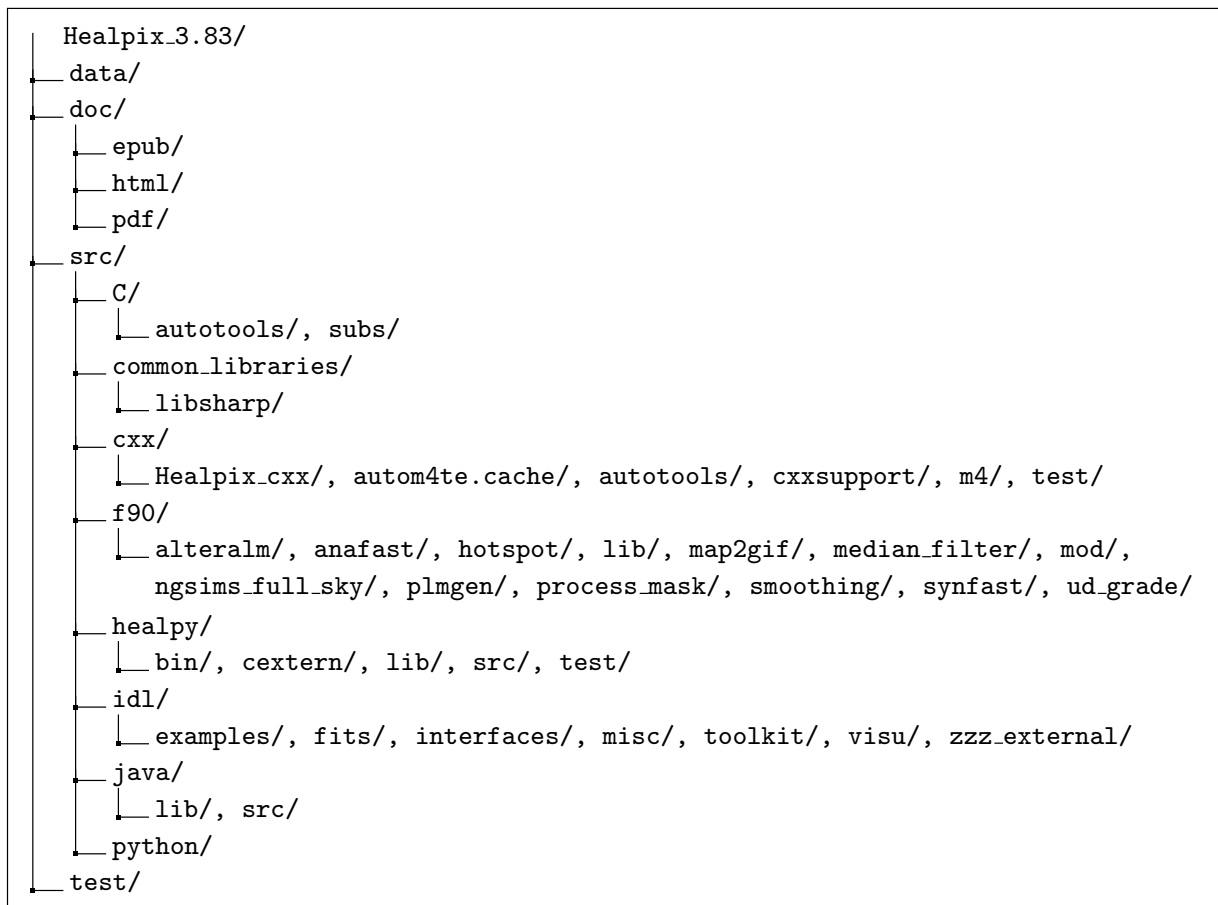 Healpix_3.83/
data/
doc/
epub/
html/
pdf/
src/
C/
autotools/, subs/
common_libraries/
libsharp/
cxx/
Healpix_cxx/, autom4te.cache/, autotools/, cxxsupport/, m4/, test/
f90/
alteralm/, anafast/, hotspot/, lib/, map2gif/, median_filter/, mod/,
ngsims_full_sky/, plmgen/, process_mask/, smoothing/, synfast/, ud_grade/
healpy/
bin/, cextern/, lib/, src/, test/
idl/
examples/, fits/, interfaces/, misc/, toolkit/, visu/, zzz_external/
java/
lib/, src/
python/
test/